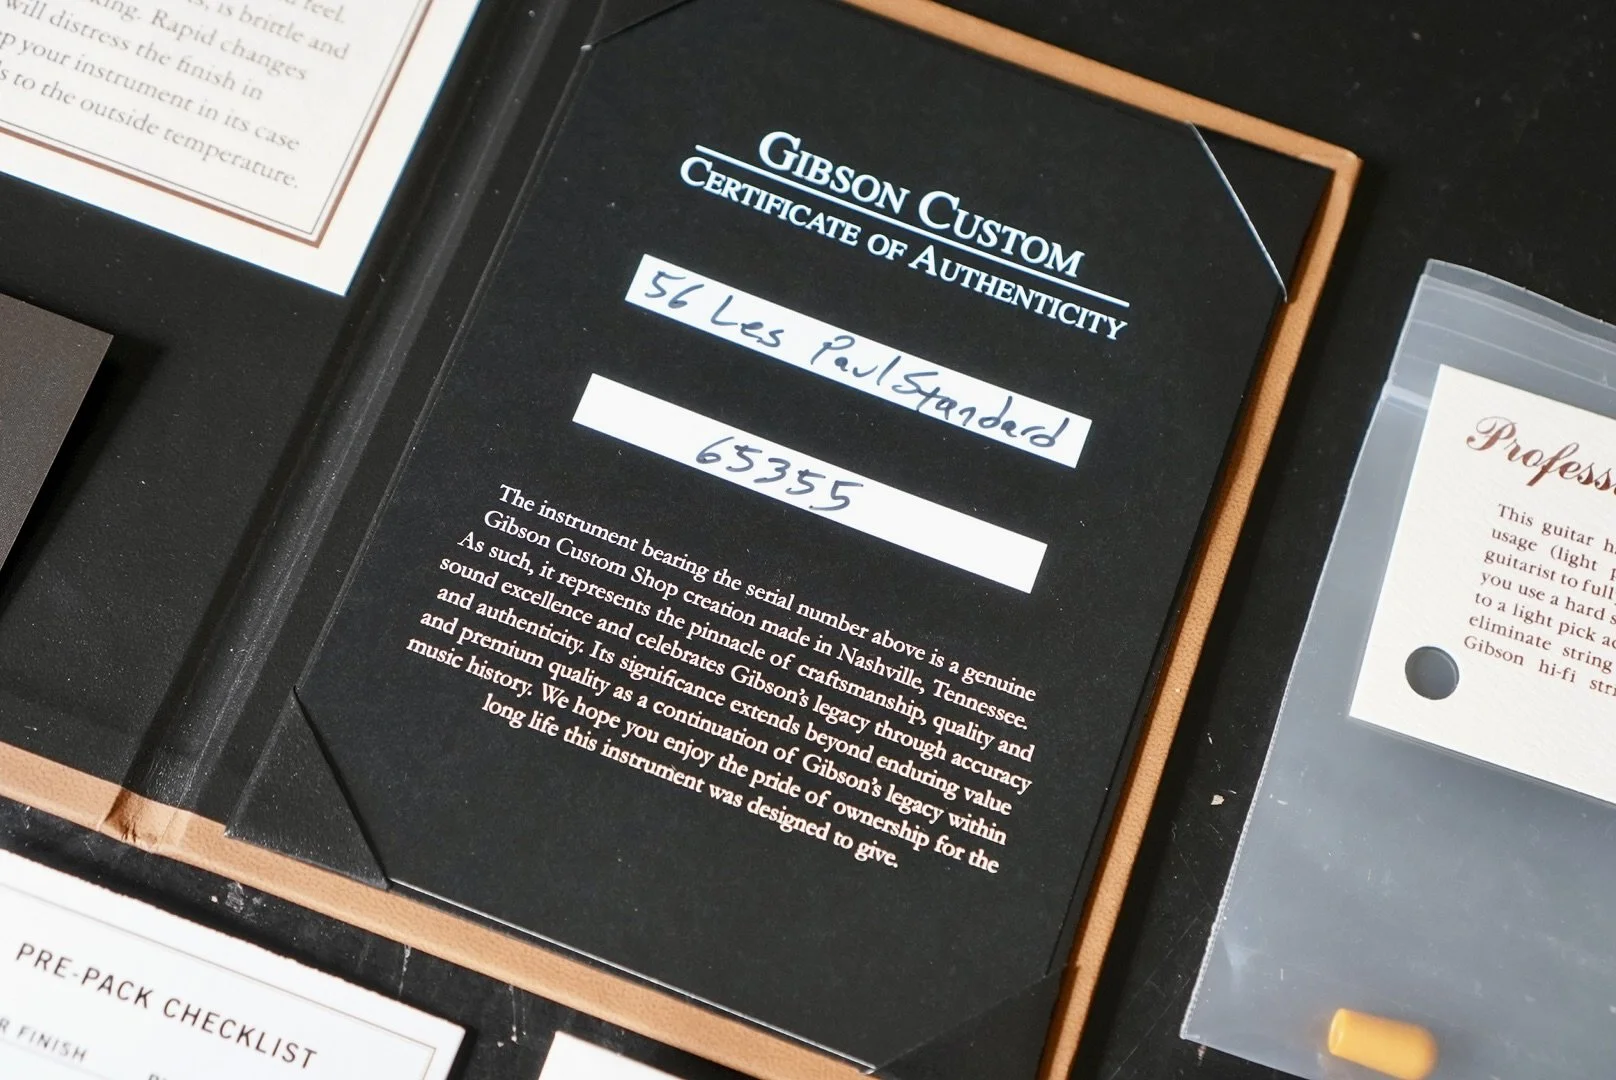 feel.
is brittle and
king. Rapid changes
will distress the finish in
p your instrument in its case
s to the outside temperature.
GIBSON CUSTOM
CERTIFICATE OF AUTHENTICITY
56 Les Paul Standard
65355
The instrument bearing the serial number above is a genuine
Gibson Custom Shop creation made in Nashville, Tennessee.
As such, it represents the pinnacle of craftsmanship, quality and
sound excellence and celebrates Gibson's legacy through accuracy
and authenticity. Its significance extends beyond enduring value
and premium quality as a continuation of Gibson's legacy within
music history. We hope you enjoy the pride of ownership for the
long life this instrument was designed to give.
Profess
This guitar h
usage (light p
guitarist to full
you use a hard s
to a light pick ac
eliminate string
Gibson hi-fi stri
PRE-PACK CHECKLIST
R FINISH